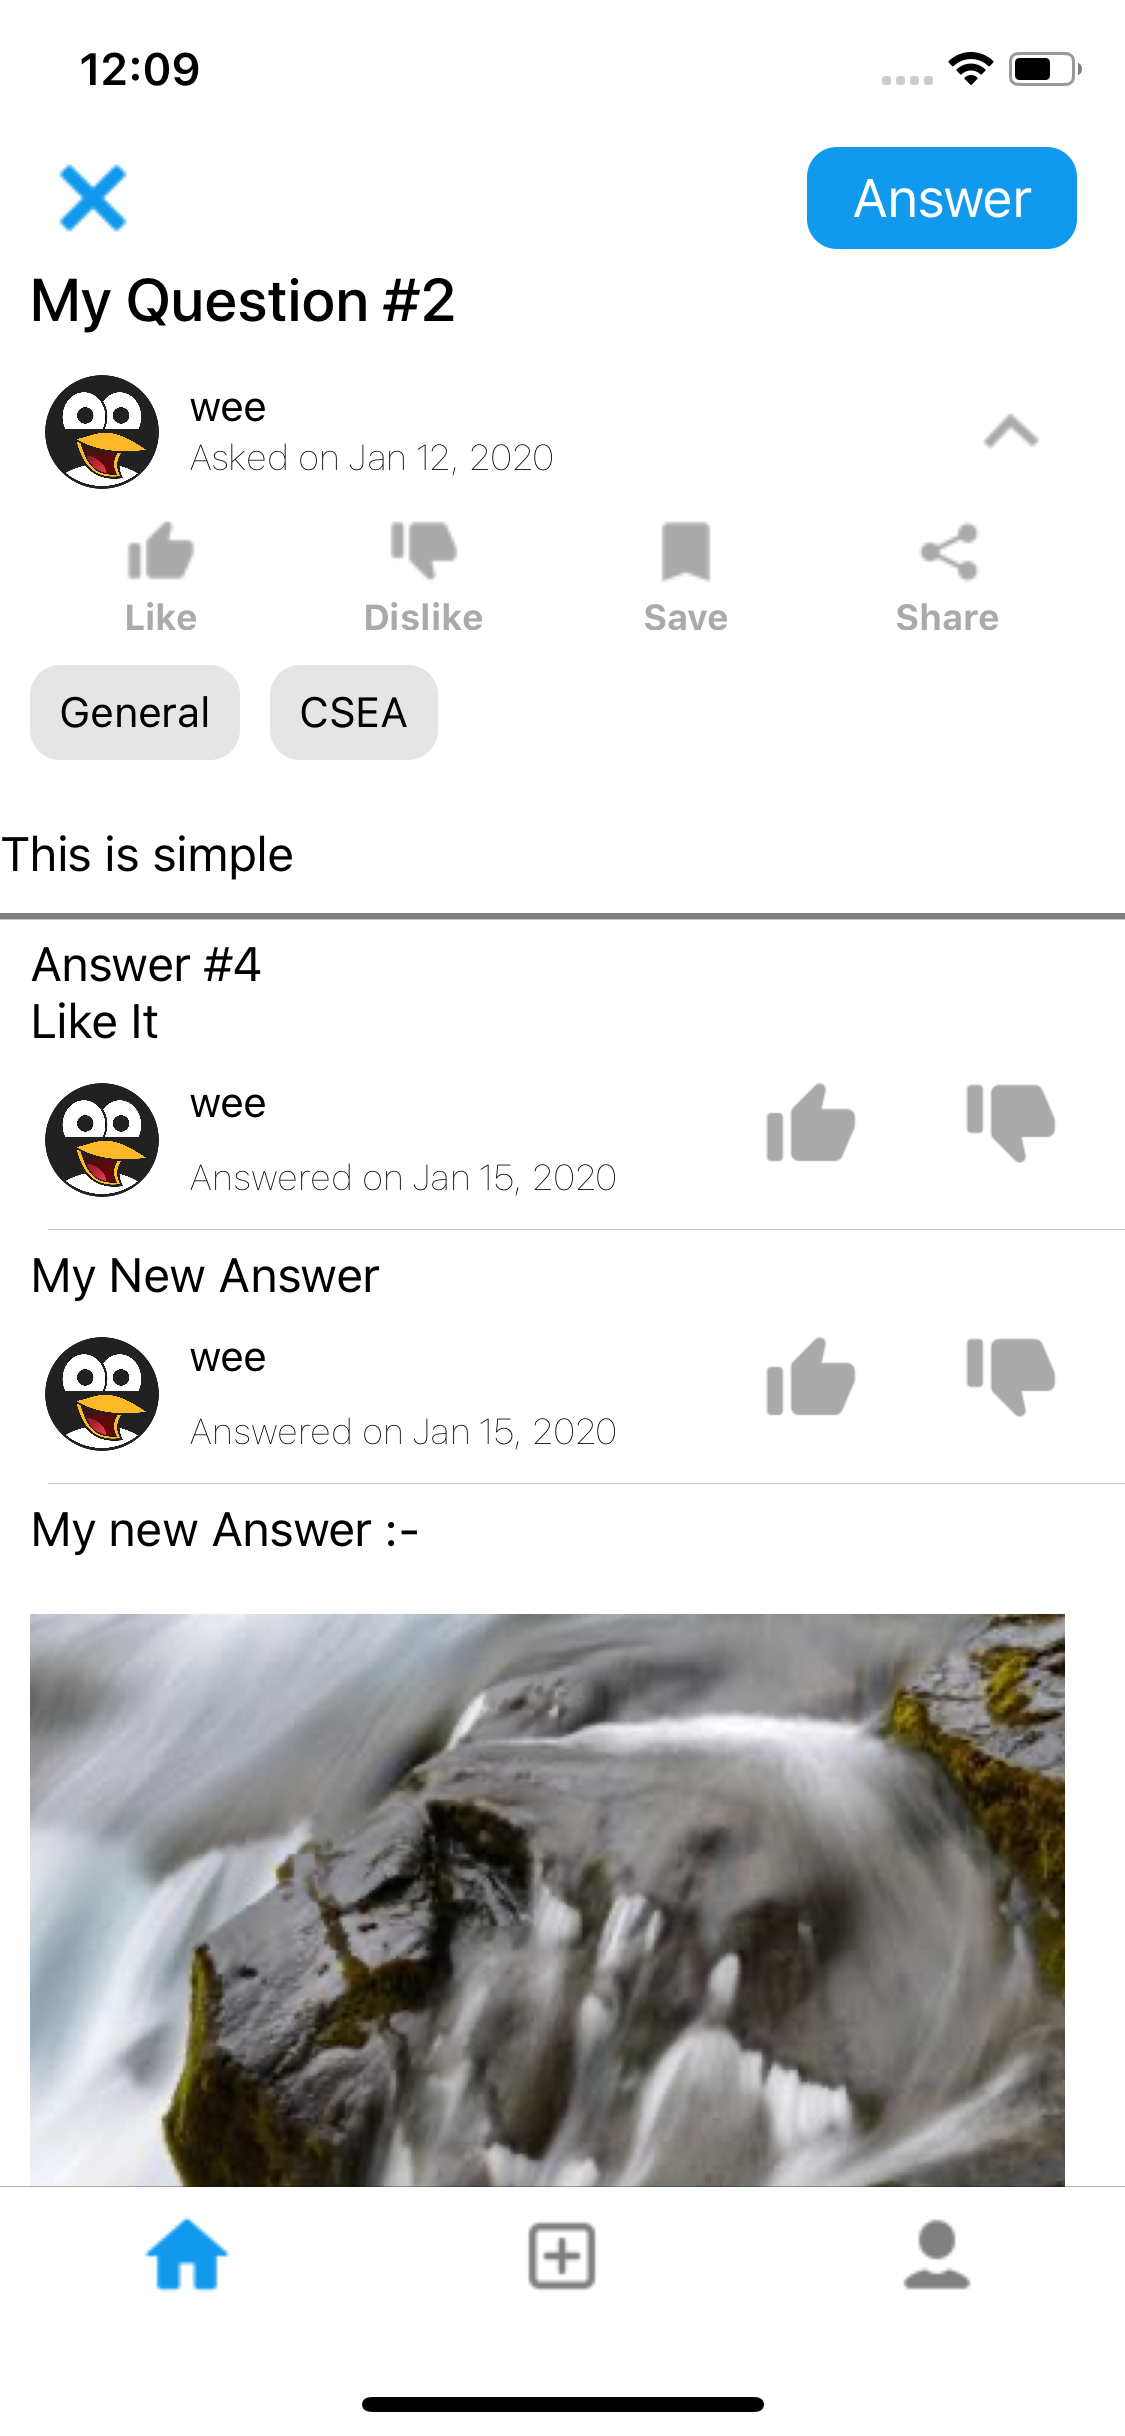 12:09
Answer
My Question #2
wee
Asked on Jan 12, 2020
Like Dislike Save Share
General CSEA
This is simple
Answer #4
Like It
wee
Answered on Jan 15, 2020
My New Answer
wee
Answered on Jan 15, 2020
My new Answer :-